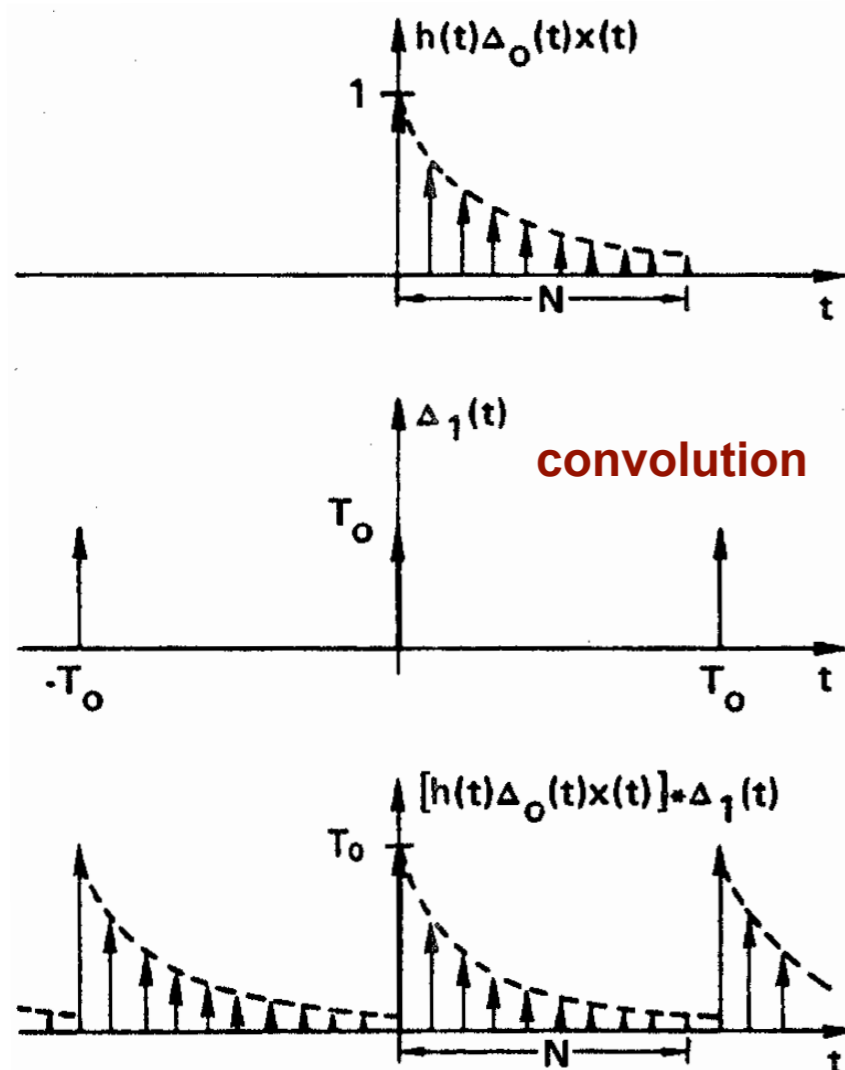 h(t)Δ₀(t)x(t)
1
N
t
Δ₁(t)
convolution
T₀
-T₀
T₀
t
[h(t)Δ₀(t)x(t)]*Δ₁(t)
T₀
N
t